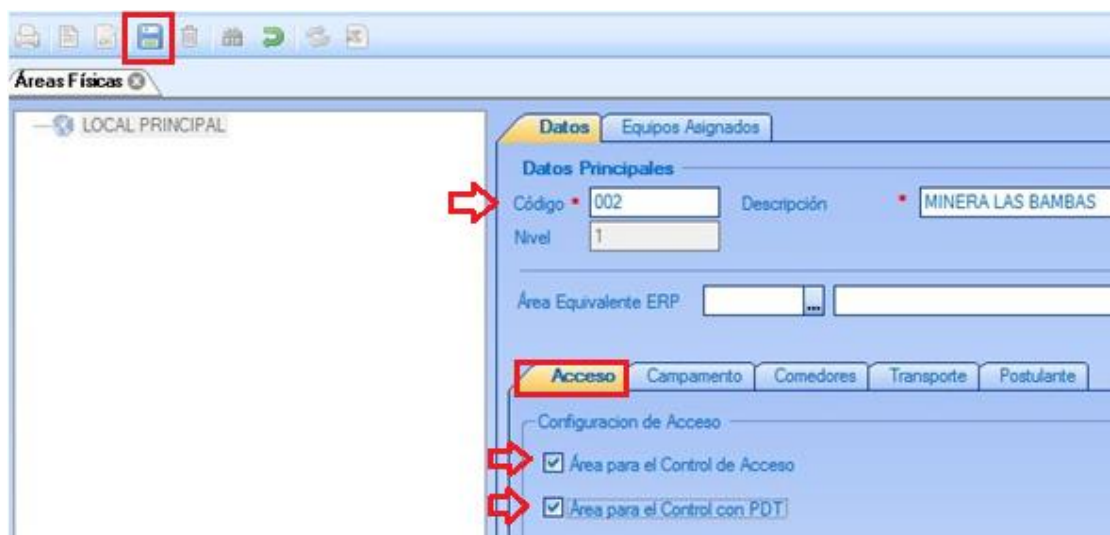 Áreas Físicas
LOCAL PRINCIPAL
Datos Equipos Asignados
Datos Principales
Código * 002 Descripción * MINERA LAS BAMBAS
Nivel 1
Área Equivalente ERP ...
Acceso Campamento Comedores Transporte Postulante
Configuracion de Acceso
Área para el Control de Acceso
Área para el Control con PDT